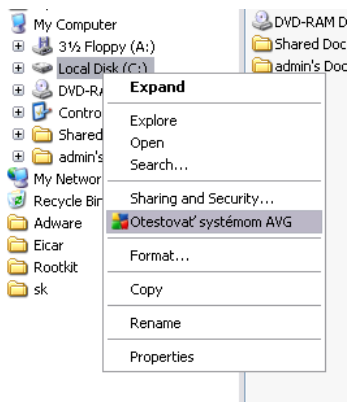 My Computer
3½ Floppy (A:)
Local Disk (C:)
DVD-RA
Contro
Shared
admin's
My Networ
Recycle Bin
Adware
Eicar
Rootkit
sk
Expand
Explore
Open
Search...
Sharing and Security...
Otestovať systémom AVG
Format...
Copy
Rename
Properties
DVD-RAM D
Shared Doc
admin's Doc